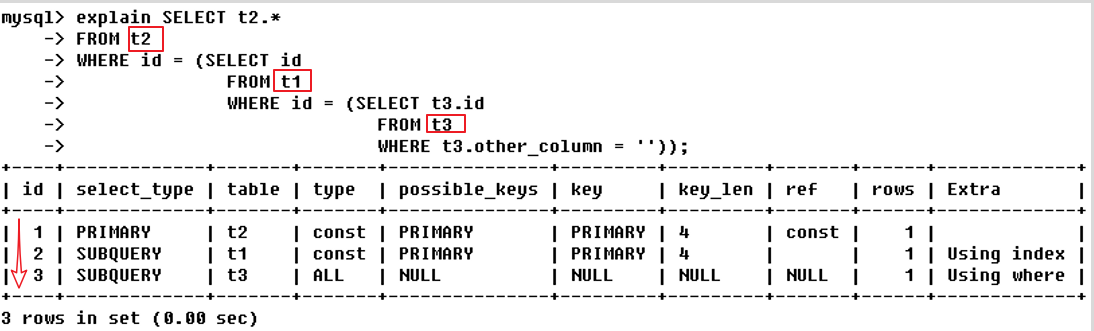 mysql> explain SELECT t2.*
    -> FROM t2
    -> WHERE id = (SELECT id
    ->             FROM t1
    ->             WHERE id = (SELECT t3.id
    ->                         FROM t3
    ->                         WHERE t3.other_column = ''));
+----+-------------+-------+-------+---------------+---------+---------+-------+------+-------------+
| id | select_type | table | type  | possible_keys | key     | key_len | ref   | rows | Extra       |
+----+-------------+-------+-------+---------------+---------+---------+-------+------+-------------+
|  1 | PRIMARY     | t2    | const | PRIMARY       | PRIMARY | 4       | const |    1 |             |
|  2 | SUBQUERY    | t1    | const | PRIMARY       | PRIMARY | 4       |       |    1 | Using index |
|  3 | SUBQUERY    | t3    | ALL   | NULL          | NULL    | NULL    | NULL  |    1 | Using where |
+----+-------------+-------+-------+---------------+---------+---------+-------+------+-------------+
3 rows in set (0.00 sec)